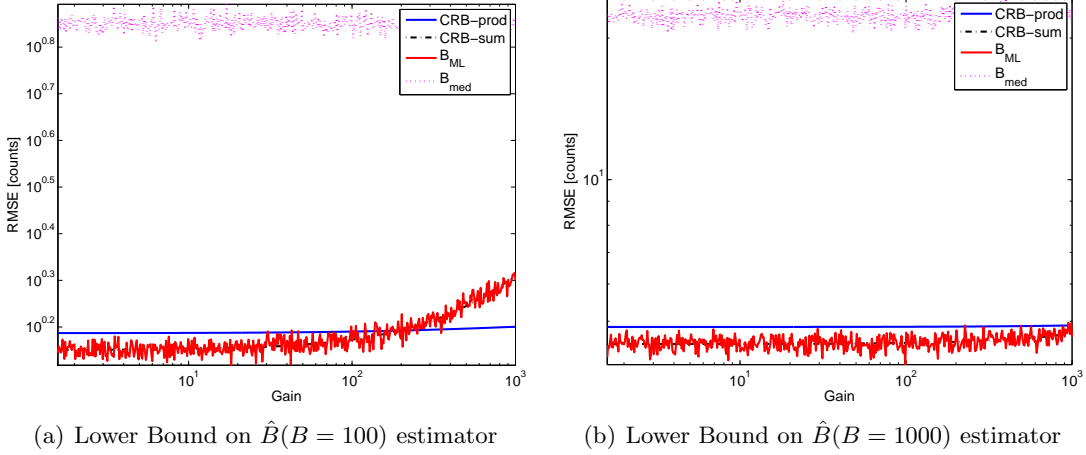 10^0.8
10^0.7
10^0.6
10^0.5
10^0.4
10^0.3
10^0.2
RMSE [counts]
10^1
10^2
10^3
Gain
CRB-prod
CRB-sum
B_ML
B_med
(a) Lower Bound on B̂(B = 100) estimator
10^1
RMSE [counts]
10^1
10^2
10^3
Gain
CRB-prod
CRB-sum
B_ML
B_med
(b) Lower Bound on B̂(B = 1000) estimator